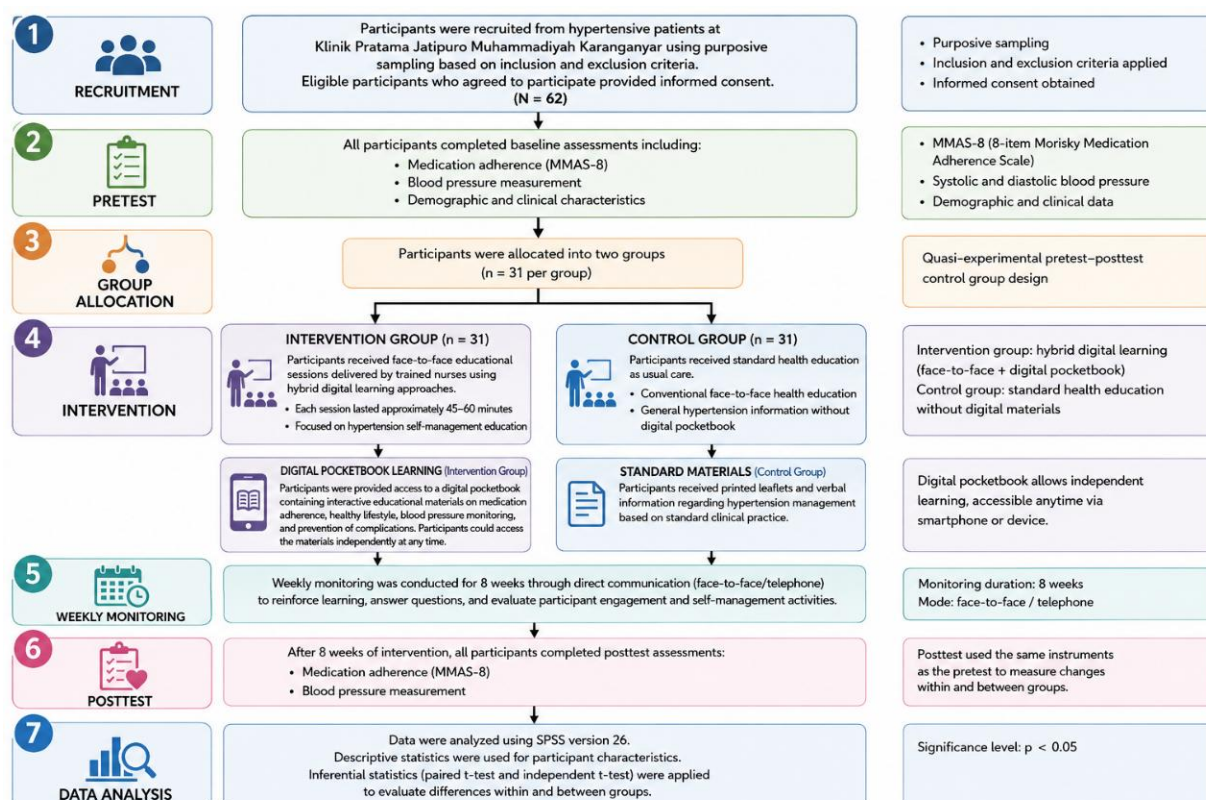 1
RECRUITMENT
Participants were recruited from hypertensive patients at
Klinik Pratama Jatipuro Muhammadiyah Karanganyar using purposive
sampling based on inclusion and exclusion criteria.
Eligible participants who agreed to participate provided informed consent.
(N = 62)
• Purposive sampling
• Inclusion and exclusion criteria applied
• Informed consent obtained
2
PRETEST
All participants completed baseline assessments including:
• Medication adherence (MMAS-8)
• Blood pressure measurement
• Demographic and clinical characteristics
• MMAS-8 (8-item Morisky Medication
Adherence Scale)
• Systolic and diastolic blood pressure
• Demographic and clinical data
3
GROUP
ALLOCATION
Participants were allocated into two groups
(n = 31 per group)
Quasi-experimental pretest–posttest
control group design
4
INTERVENTION
INTERVENTION GROUP (n = 31)
Participants received face-to-face educational
sessions delivered by trained nurses using
hybrid digital learning approaches.
• Each session lasted approximately 45–60 minutes
• Focused on hypertension self-management education
CONTROL GROUP (n = 31)
Participants received standard health education
as usual care.
• Conventional face-to-face health education
• General hypertension information without
digital pocketbook
Intervention group: hybrid digital learning
(face-to-face + digital pocketbook)
Control group: standard health education
without digital materials
DIGITAL POCKETBOOK LEARNING (Intervention Group)
Participants were provided access to a digital pocketbook
containing interactive educational materials on medication
adherence, healthy lifestyle, blood pressure monitoring,
and prevention of complications. Participants could access
the materials independently at any time.
STANDARD MATERIALS (Control Group)
Participants received printed leaflets and verbal
information regarding hypertension management
based on standard clinical practice.
Digital pocketbook allows independent
learning, accessible anytime via
smartphone or device.
5
WEEKLY MONITORING
Weekly monitoring was conducted for 8 weeks through direct communication (face-to-face/telephone)
to reinforce learning, answer questions, and evaluate participant engagement and self-management activities.
Monitoring duration: 8 weeks
Mode: face-to-face / telephone
6
POSTTEST
After 8 weeks of intervention, all participants completed posttest assessments:
• Medication adherence (MMAS-8)
• Blood pressure measurement
Posttest used the same instruments
as the pretest to measure changes
within and between groups.
7
DATA ANALYSIS
Data were analyzed using SPSS version 26.
Descriptive statistics were used for participant characteristics.
Inferential statistics (paired t-test and independent t-test) were applied
to evaluate differences within and between groups.
Significance level: p < 0.05